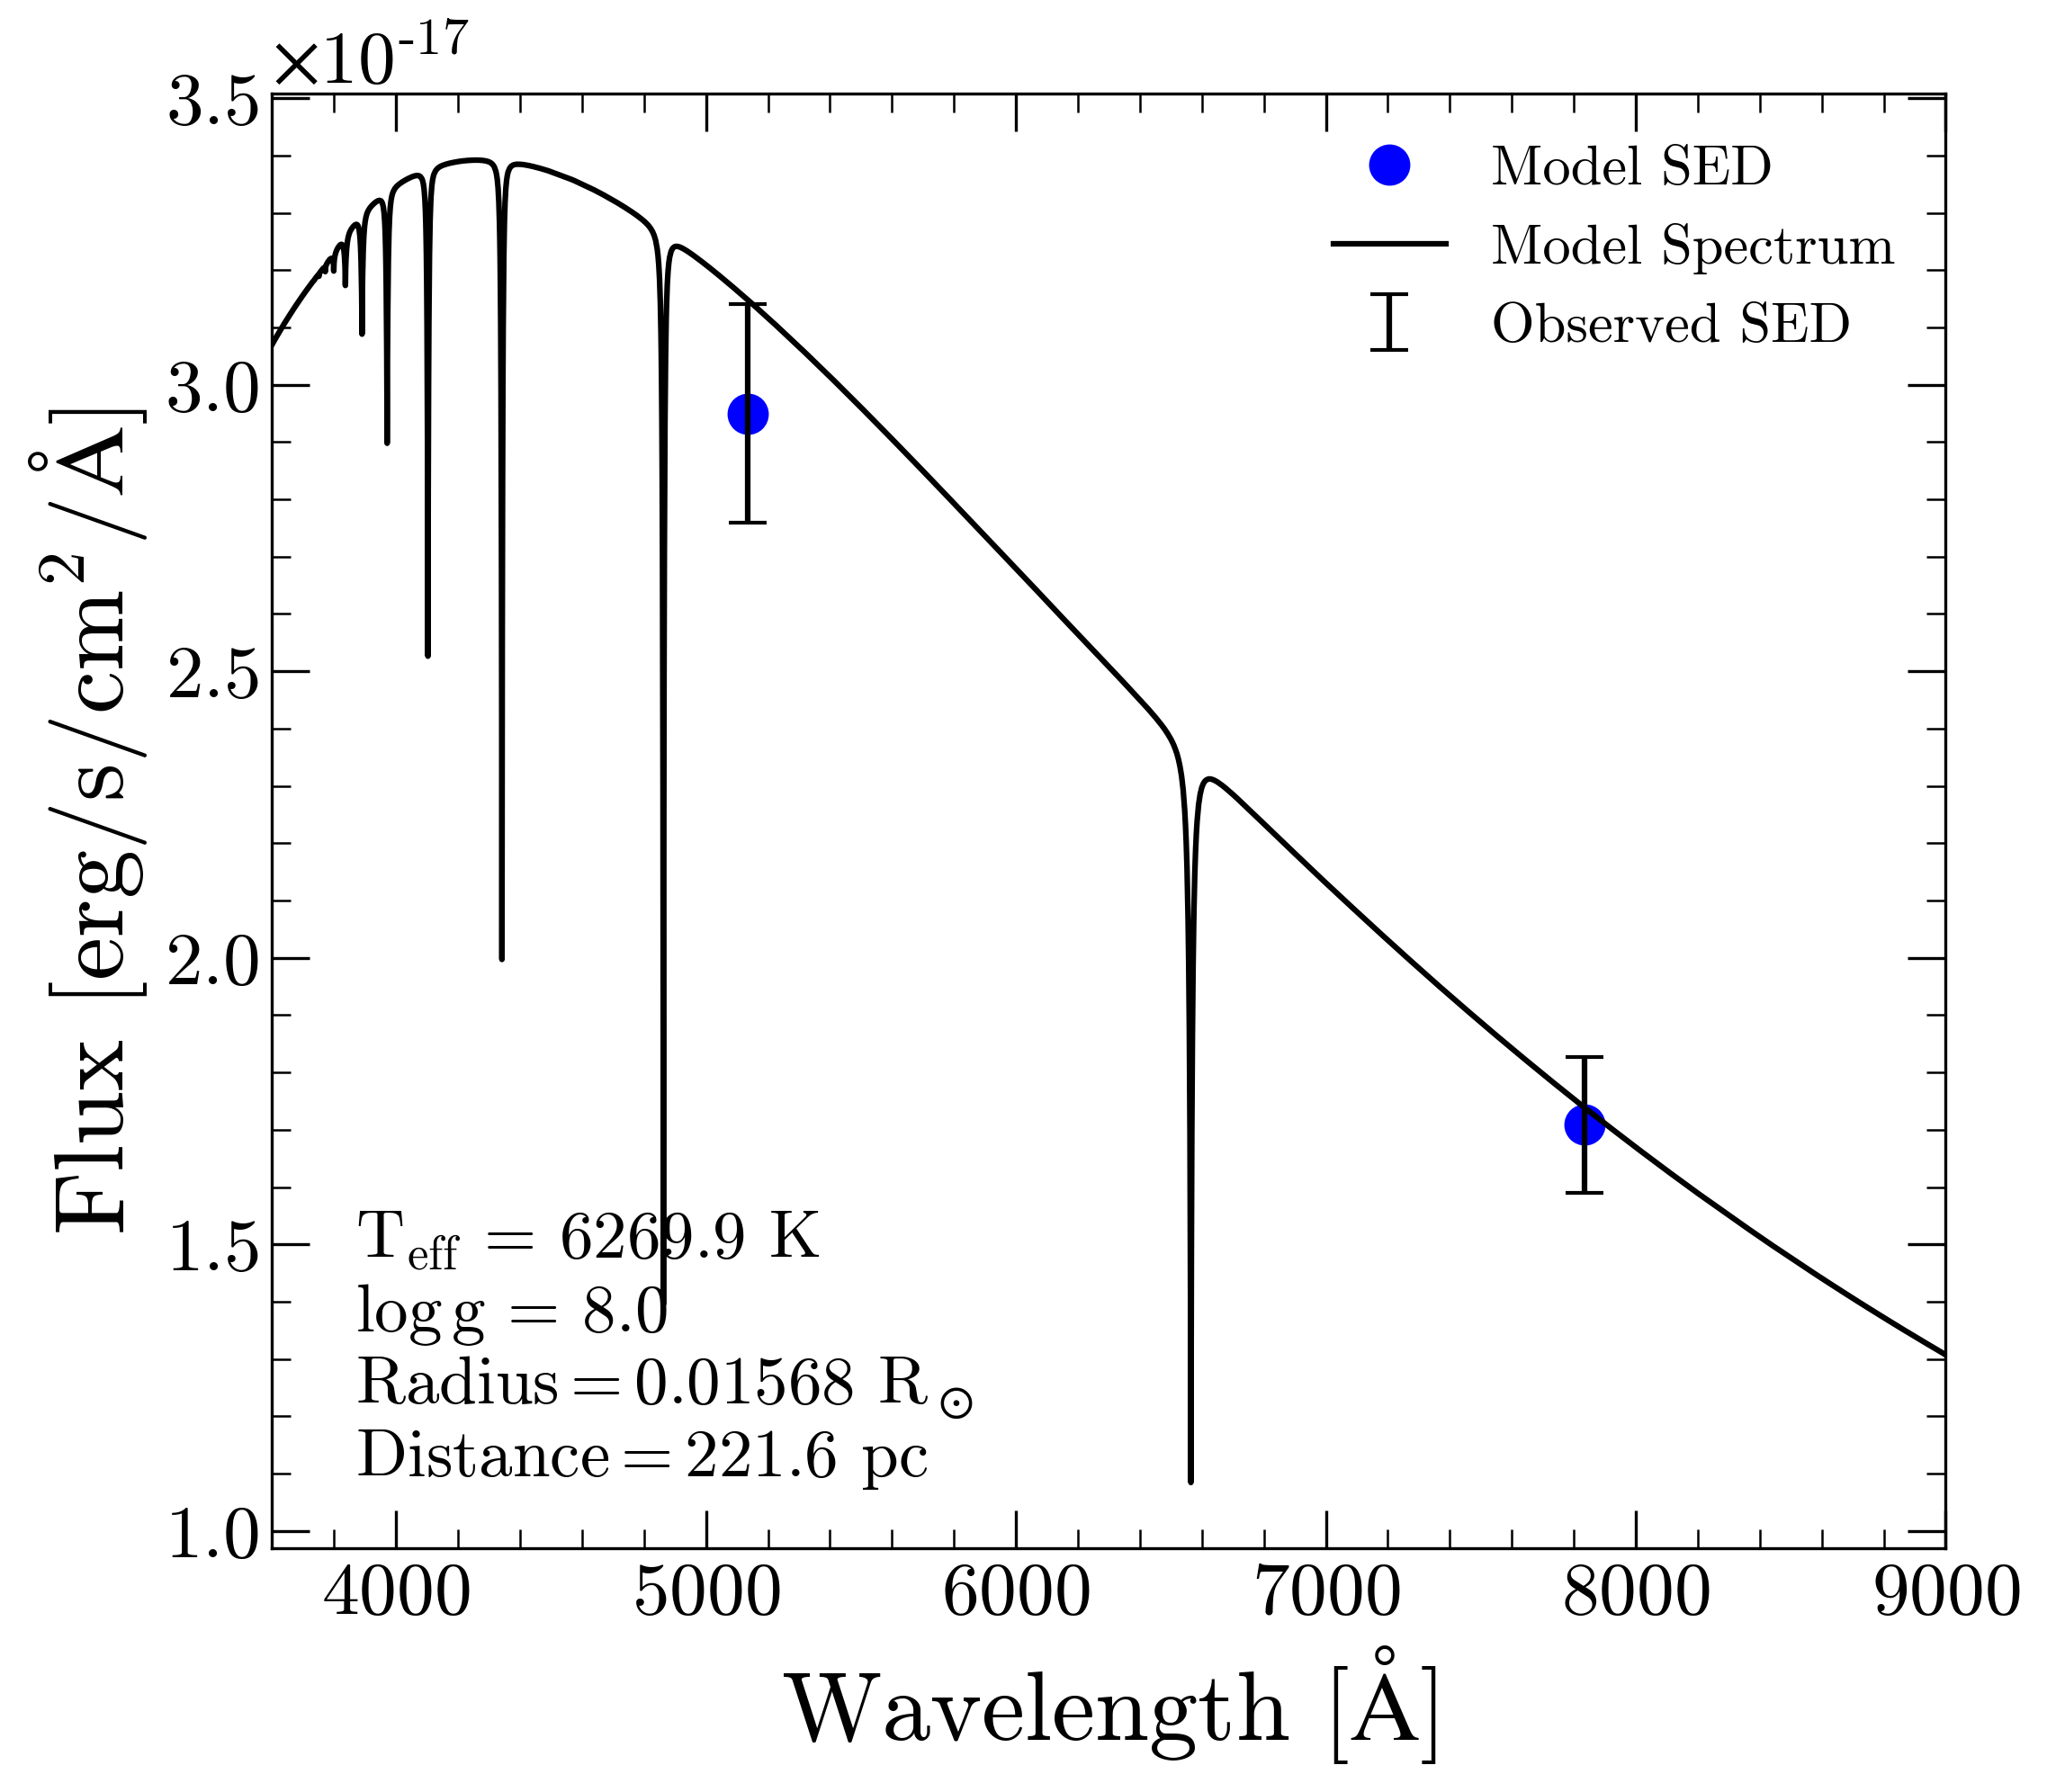 ×10⁻¹⁷
3.5
3.0
2.5
2.0
1.5
1.0
Flux [erg/s/cm²/Å]
Model SED
Model Spectrum
Observed SED
T_eff = 6269.9 K
log g = 8.0
Radius = 0.01568 R_⊙
Distance = 221.6 pc
4000 5000 6000 7000 8000 9000
Wavelength [Å]